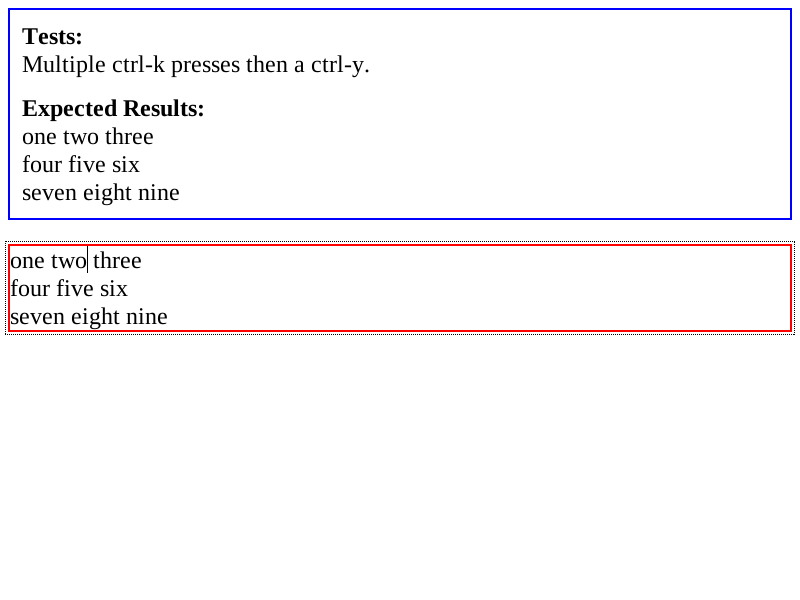 Tests:
Multiple ctrl-k presses then a ctrl-y.
Expected Results:
one two three
four five six
seven eight nine
one two three
four five six
seven eight nine